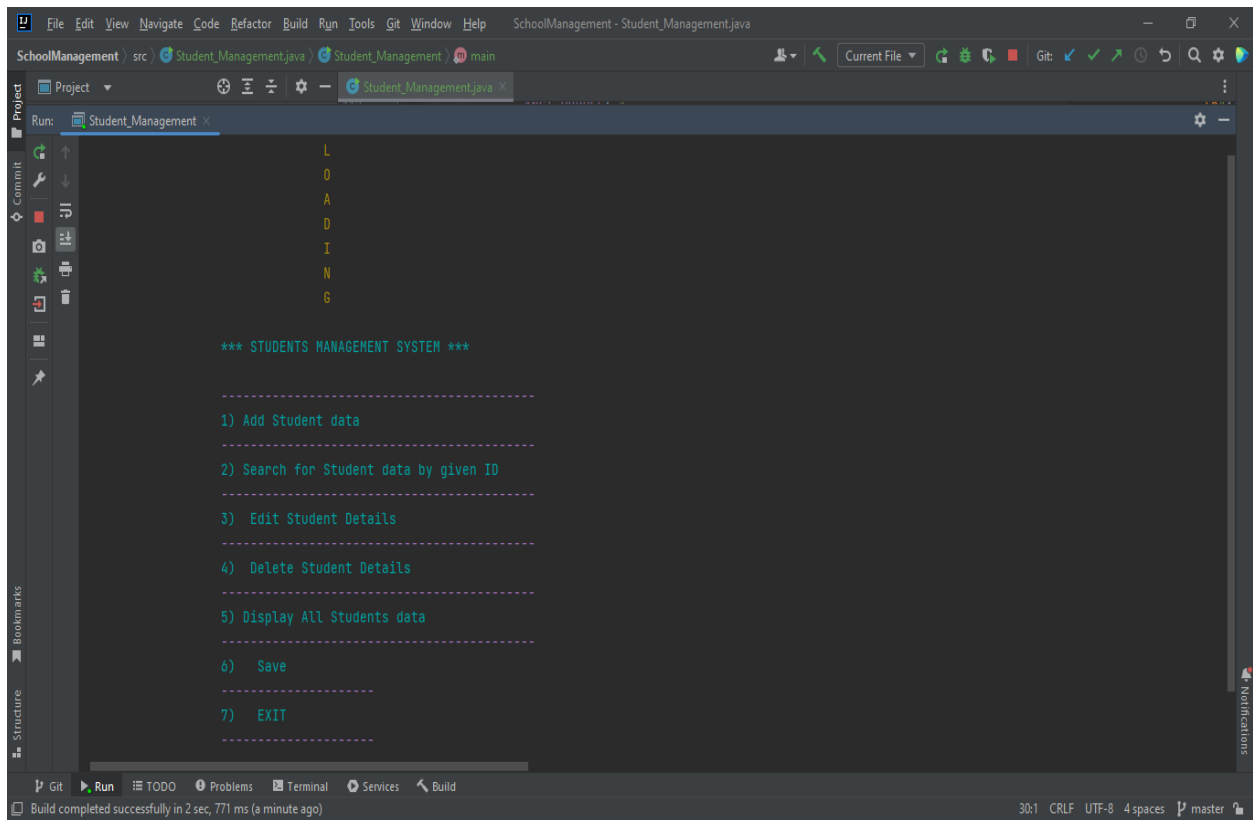 File Edit View Navigate Code Refactor Build Run Tools Git Window Help SchoolManagement - Student_Management.java
SchoolManagement src Student_Management.java Student_Management main Current File Git:
Project Student_Management.java
Run: Student_Management
L
O
A
D
I
N
G
*** STUDENTS MANAGEMENT SYSTEM ***
-------------------------------------------
1) Add Student data
-------------------------------------------
2) Search for Student data by given ID
-------------------------------------------
3)  Edit Student Details
-------------------------------------------
4)  Delete Student Details
-------------------------------------------
5) Display All Students data
-------------------------------------------
6)   Save
---------------------
7)   EXIT
---------------------
Project
Commit
Bookmarks
Structure
Notifications
Git Run TODO Problems Terminal Services Build
Build completed successfully in 2 sec, 771 ms (a minute ago) 30:1 CRLF UTF-8 4 spaces master